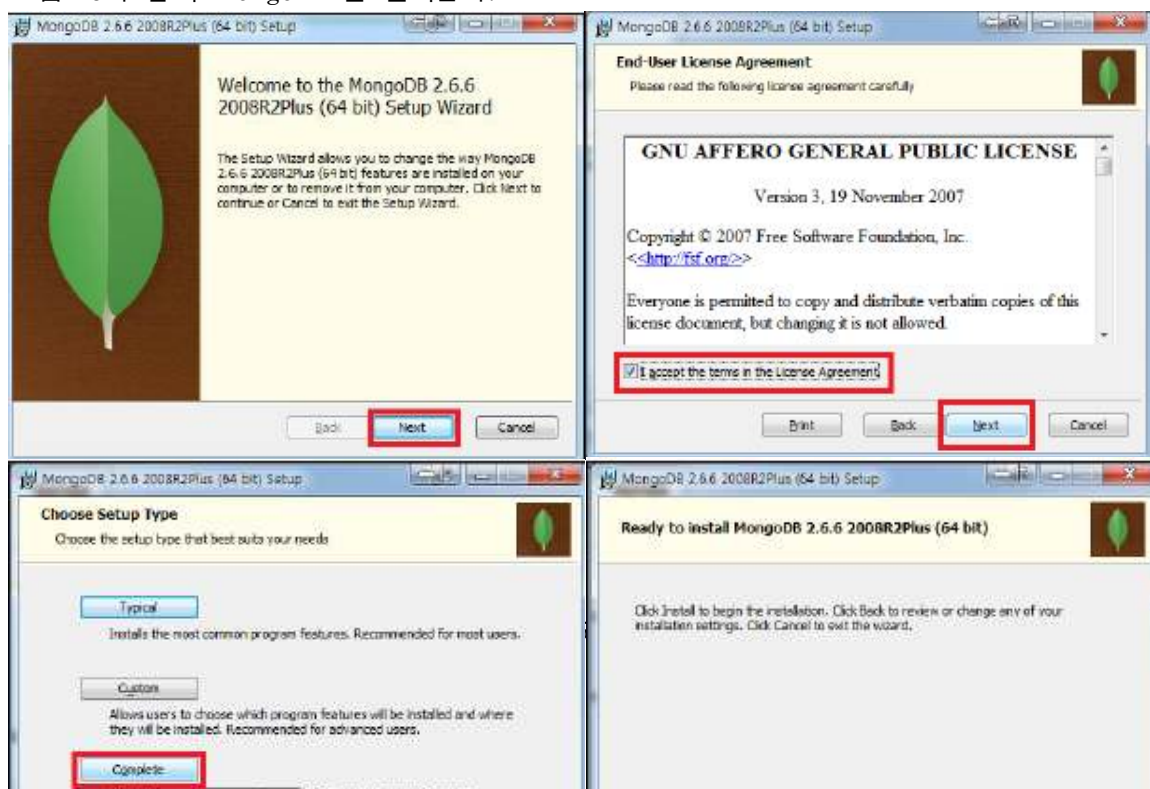 MongoDB 2.6.6 2008R2Plus (64 bit) Setup
Welcome to the MongoDB 2.6.6
2008R2Plus (64 bit) Setup Wizard
The Setup Wizard allows you to change the way MongoDB
2.6.6 2008R2Plus (64 bit) features are installed on your
computer or to remove it from your computer. Click Next to
continue or Cancel to exit the Setup Wizard.
Back Next Cancel
MongoDB 2.6.6 2008R2Plus (64 bit) Setup
End-User License Agreement
Please read the following license agreement carefully
GNU AFFERO GENERAL PUBLIC LICENSE
Version 3, 19 November 2007
Copyright © 2007 Free Software Foundation, Inc.
<<http://fsf.org/>>
Everyone is permitted to copy and distribute verbatim copies of this
license document, but changing it is not allowed.
I accept the terms in the License Agreement
Print Back Next Cancel
MongoDB 2.6.6 2008R2Plus (64 bit) Setup
Choose Setup Type
Choose the setup type that best suits your needs
Typical
Installs the most common program features. Recommended for most users.
Custom
Allows users to choose which program features will be installed and where
they will be installed. Recommended for advanced users.
Complete
MongoDB 2.6.6 2008R2Plus (64 bit) Setup
Ready to install MongoDB 2.6.6 2008R2Plus (64 bit)
Click Install to begin the installation. Click Back to review or change any of your
installation settings. Click Cancel to exit the wizard.